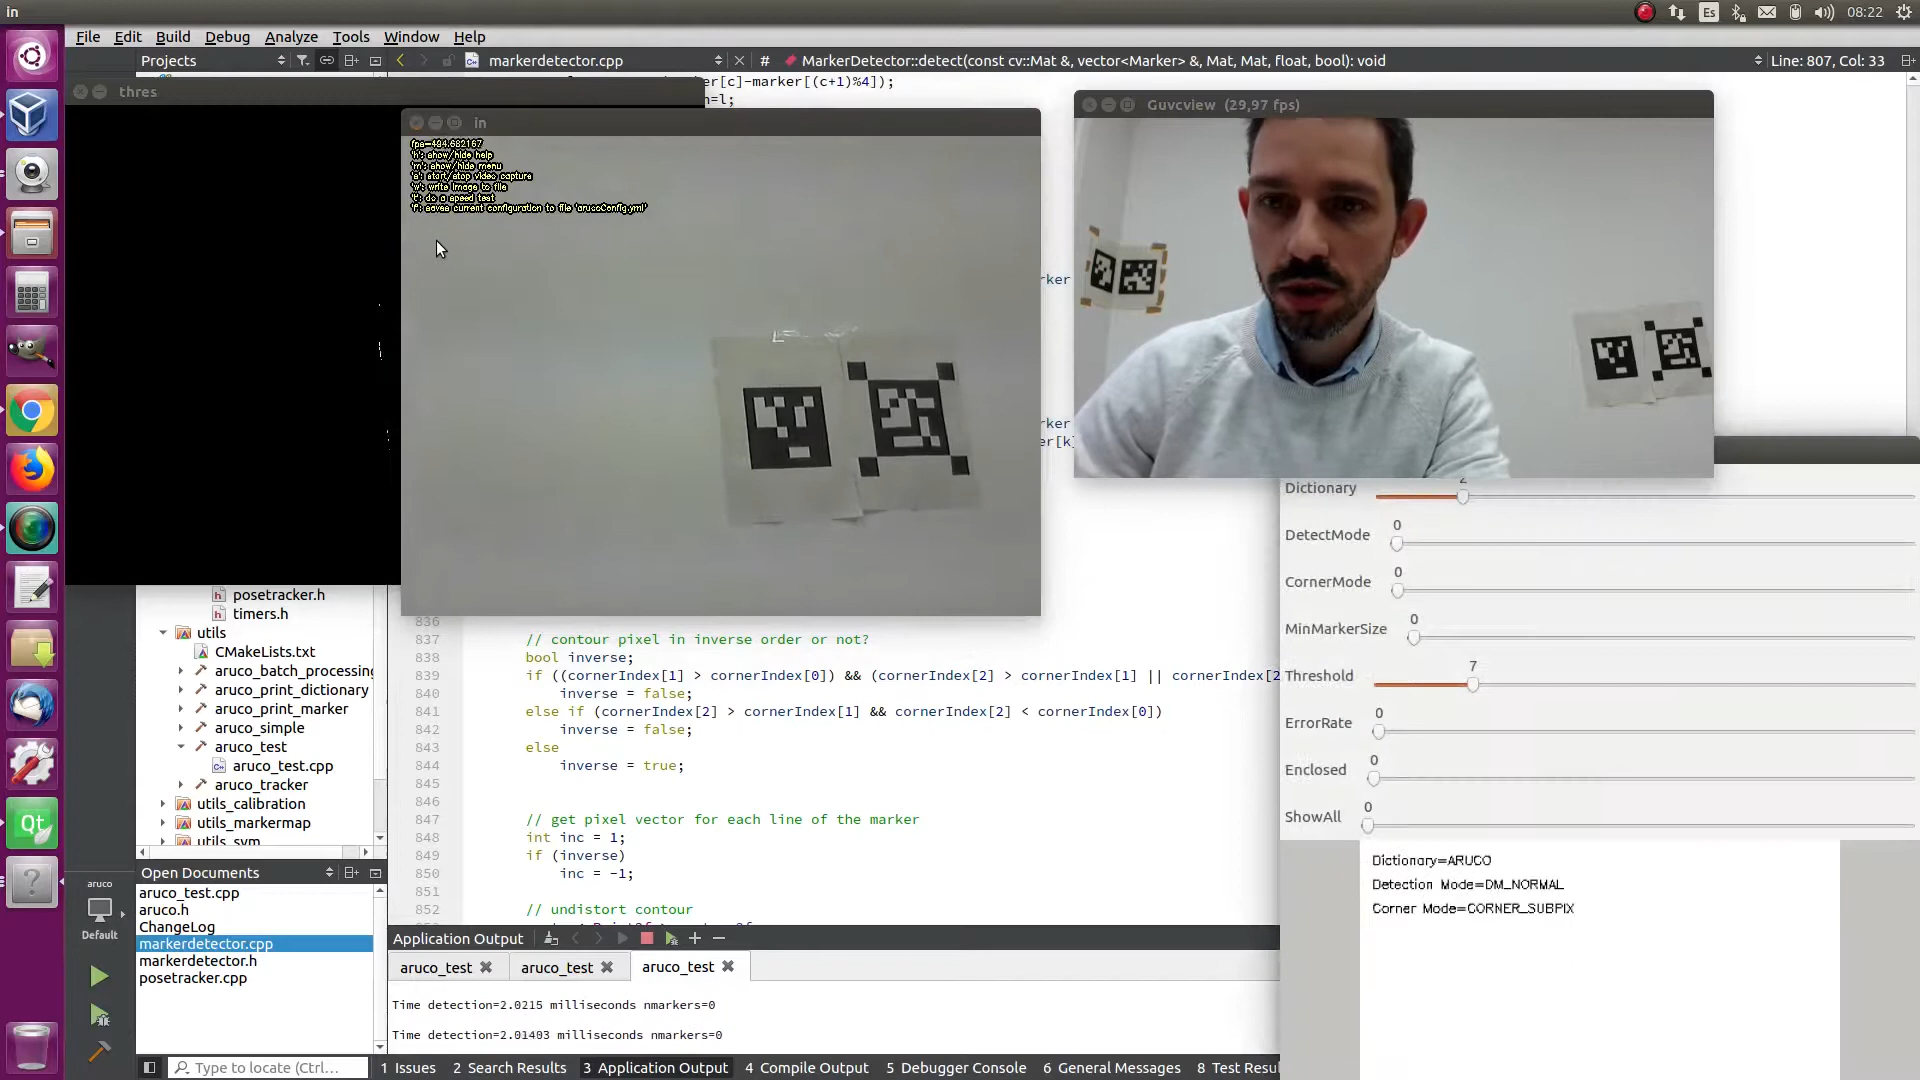 in
Es
08:22
File Edit Build Debug Analyze Tools Window Help
Projects
markerdetector.cpp
# MarkerDetector::detect(const cv::Mat &, vector<Marker> &, Mat, Mat, float, bool): void
Line: 807, Col: 33
ker[c]-marker[(c+1)%4]);
thres
n=l;
in
Guvcview (29,97 fps)
fps=494.682167
'h': show/hide help
'm': show/hide menu
's': start/stop video capture
'w': write image to file
't': do a speed test
'f': saves current configuration to file 'arucoConfig.yml'
rker
rker
er[k]
Dictionary 2
DetectMode 0
CornerMode 0
MinMarkerSize 0
Threshold 7
ErrorRate 0
Enclosed 0
ShowAll 0
Dictionary=ARUCO
Detection Mode=DM_NORMAL
Corner Mode=CORNER_SUBPIX
posetracker.h
timers.h
utils
CMakeLists.txt
aruco_batch_processing
aruco_print_dictionary
aruco_print_marker
aruco_simple
aruco_test
aruco_test.cpp
aruco_tracker
utils_calibration
utils_markermap
utils_svm
836
837 // contour pixel in inverse order or not?
838 bool inverse;
839 if ((cornerIndex[1] > cornerIndex[0]) && (cornerIndex[2] > cornerIndex[1] || cornerIndex[2
840 inverse = false;
841 else if (cornerIndex[2] > cornerIndex[1] && cornerIndex[2] < cornerIndex[0])
842 inverse = false;
843 else
844 inverse = true;
845
846
847 // get pixel vector for each line of the marker
848 int inc = 1;
849 if (inverse)
850 inc = -1;
851
852 // undistort contour
Open Documents
aruco_test.cpp
aruco.h
ChangeLog
markerdetector.cpp
markerdetector.h
posetracker.cpp
aruco
Default
Qt
Application Output
aruco_test aruco_test aruco_test
Time detection=2.0215 milliseconds nmarkers=0
Time detection=2.01403 milliseconds nmarkers=0
Type to locate (Ctrl...
1 Issues 2 Search Results 3 Application Output 4 Compile Output 5 Debugger Console 6 General Messages 8 Test Resul